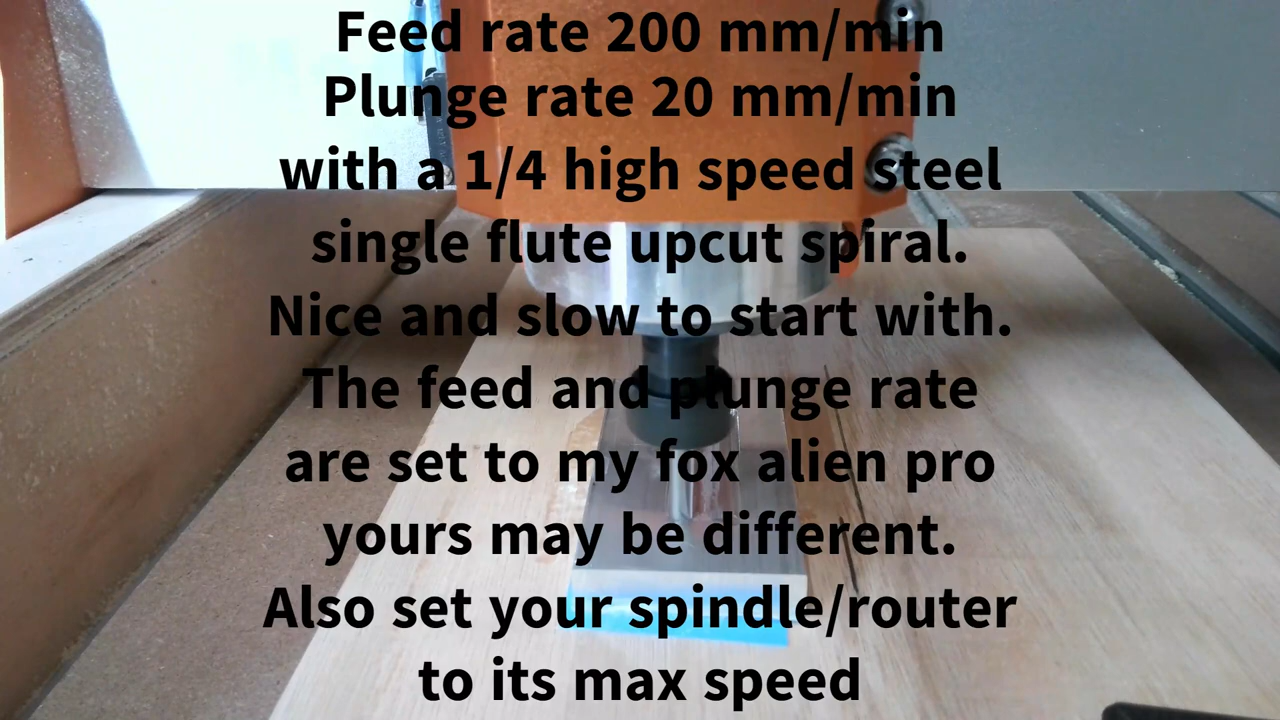 Feed rate 200 mm/min
Plunge rate 20 mm/min
with a 1/4 high speed steel
single flute upcut spiral.
Nice and slow to start with.
The feed and plunge rate
are set to my fox alien pro
yours may be different.
Also set your spindle/router
to its max speed